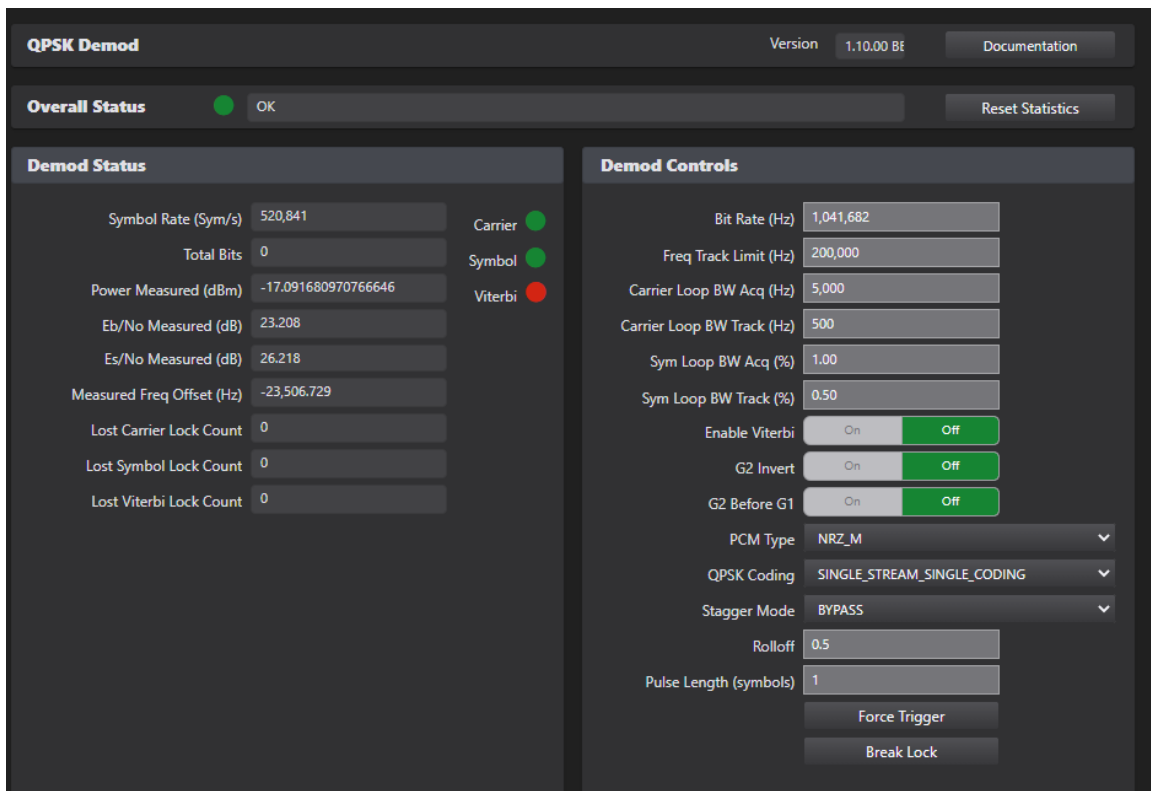 QPSK Demod Version 1.10.00 BE Documentation
Overall Status OK Reset Statistics
Demod Status
Symbol Rate (Sym/s) 520,841 Carrier
Total Bits 0 Symbol
Power Measured (dBm) -17.091680970766646 Viterbi
Eb/No Measured (dB) 23.208
Es/No Measured (dB) 26.218
Measured Freq Offset (Hz) -23,506.729
Lost Carrier Lock Count 0
Lost Symbol Lock Count 0
Lost Viterbi Lock Count 0
Demod Controls
Bit Rate (Hz) 1,041,682
Freq Track Limit (Hz) 200,000
Carrier Loop BW Acq (Hz) 5,000
Carrier Loop BW Track (Hz) 500
Sym Loop BW Acq (%) 1.00
Sym Loop BW Track (%) 0.50
Enable Viterbi On Off
G2 Invert On Off
G2 Before G1 On Off
PCM Type NRZ_M
QPSK Coding SINGLE_STREAM_SINGLE_CODING
Stagger Mode BYPASS
Rolloff 0.5
Pulse Length (symbols) 1
Force Trigger
Break Lock